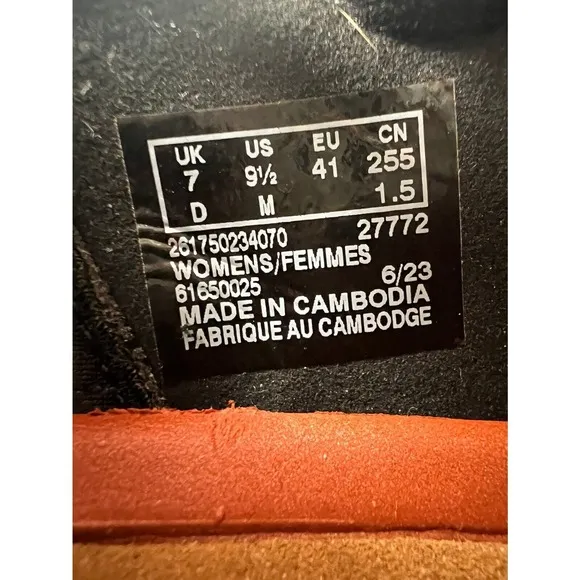 UK US EU CN
7 9½ 41 255
D M 1.5
261750234070 27772
WOMENS/FEMMES
61650025 6/23
MADE IN CAMBODIA
FABRIQUE AU CAMBODGE